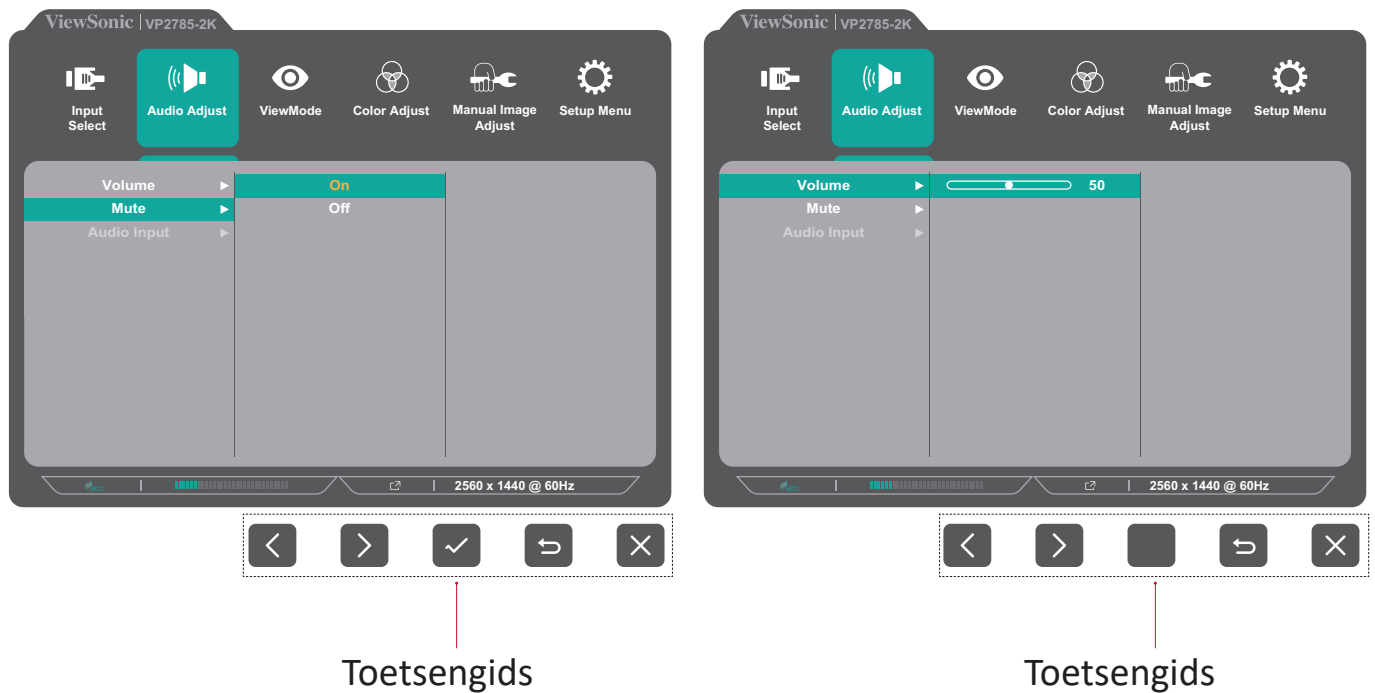 ViewSonic | VP2785-2K
Input
Select
Audio Adjust
ViewMode
Color Adjust
Manual Image
Adjust
Setup Menu
Volume
On
Mute
Off
Audio Input
eco
2560 x 1440 @ 60Hz
Toetsengids
ViewSonic | VP2785-2K
Input
Select
Audio Adjust
ViewMode
Color Adjust
Manual Image
Adjust
Setup Menu
Volume
50
Mute
Audio Input
eco
2560 x 1440 @ 60Hz
Toetsengids